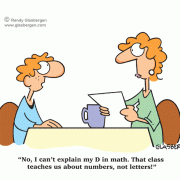 © Randy Glasbergen
www.glasbergen.com
GLASBERGEN
"No, I can't explain my D in math. That class
teaches us about numbers, not letters!"